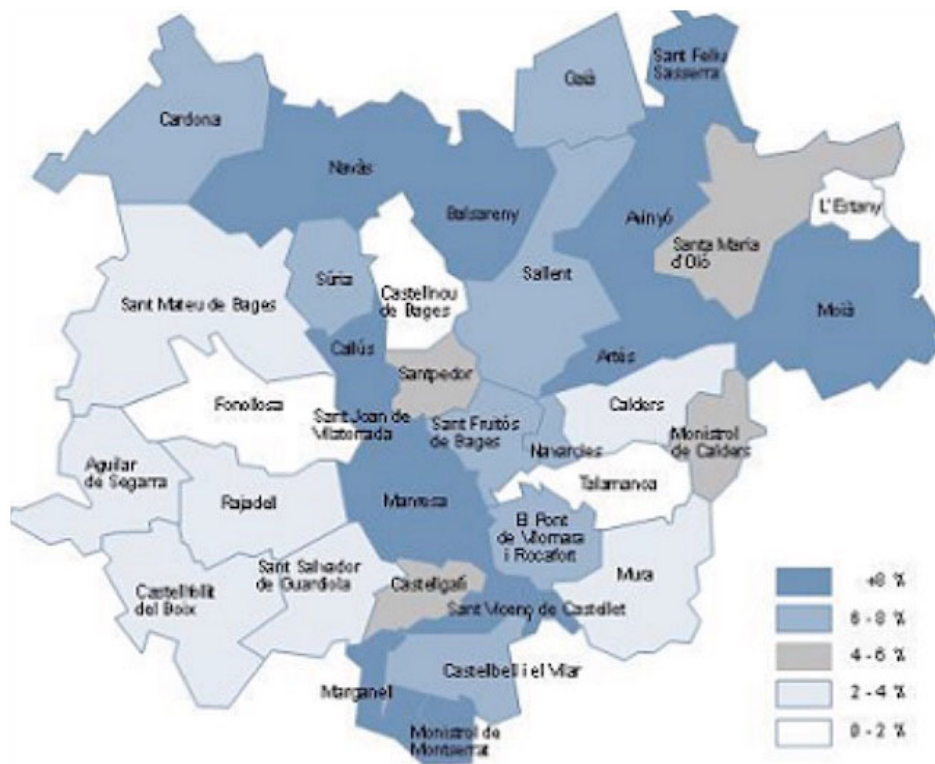 Sant Feliu
Sasserra
Gaià
Cardona
Navàs
Balsareny
Avinyó
L'Estany
Santa Maria
d'Oló
Sallent
Súria
Castellnou
de Bages
Sant Mateu de Bages
Moià
Callús
Artés
Santpedor
Fonollosa
Calders
Sant Joan de
Vilatorrada
Sant Fruitós
de Bages
Navarcles
Monistrol
de Calders
Aguilar
de Segarra
Rajadell
Manresa
Talamanca
El Pont
de Vilomara
i Rocafort
Sant Salvador
de Guardiola
Castellgalí
Mura
Castellfollit
del Boix
Sant Vicenç de Castellet
Castellbell i el Vilar
Marganell
Monistrol de
Montserrat
+8 %
6 - 8 %
4 - 6 %
2 - 4 %
0 - 2 %